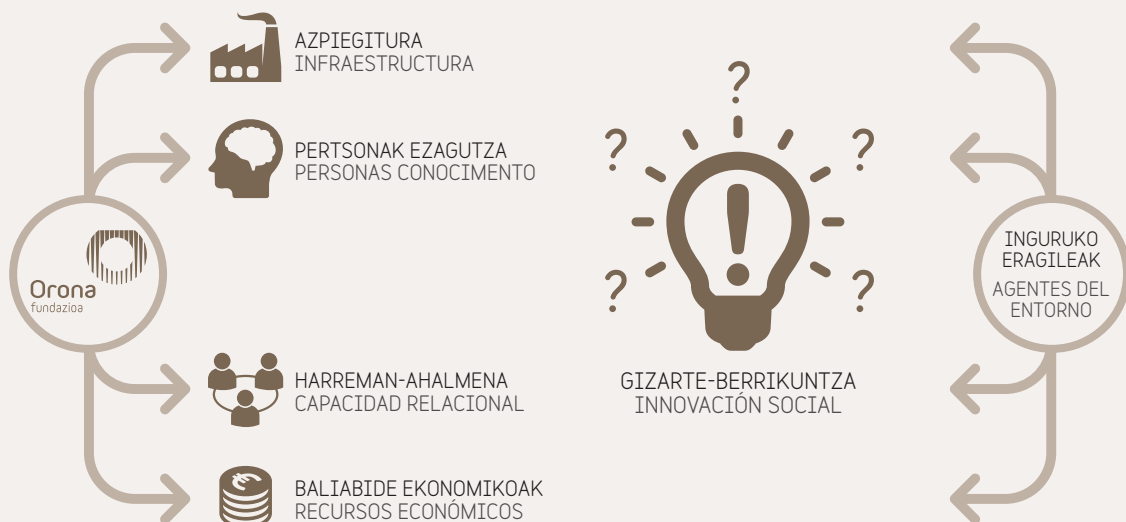 AZPIEGITURA
INFRAESTRUCTURA
PERTSONAK EZAGUTZA
PERSONAS CONOCIMENTO
Orona
fundazioa
HARREMAN-AHALMENA
CAPACIDAD RELACIONAL
BALIABIDE EKONOMIKOAK
RECURSOS ECONÓMICOS
€
?
?
?
?
?
!
GIZARTE-BERRIKUNTZA
INNOVACIÓN SOCIAL
INGURUKO
ERAGILEAK
AGENTES DEL
ENTORNO